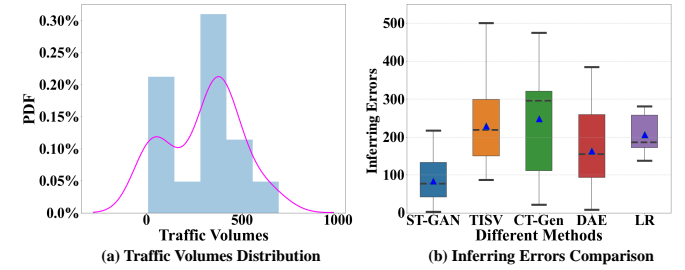 PDF
0.30%
0.25%
0.20%
0.15%
0.10%
0.05%
0.0%
0
500
1000
Traffic Volumes
(a) Traffic Volumes Distribution
Inferring Errors
500
400
300
200
100
0
ST-GAN TISV CT-Gen DAE LR
Different Methods
(b) Inferring Errors Comparison